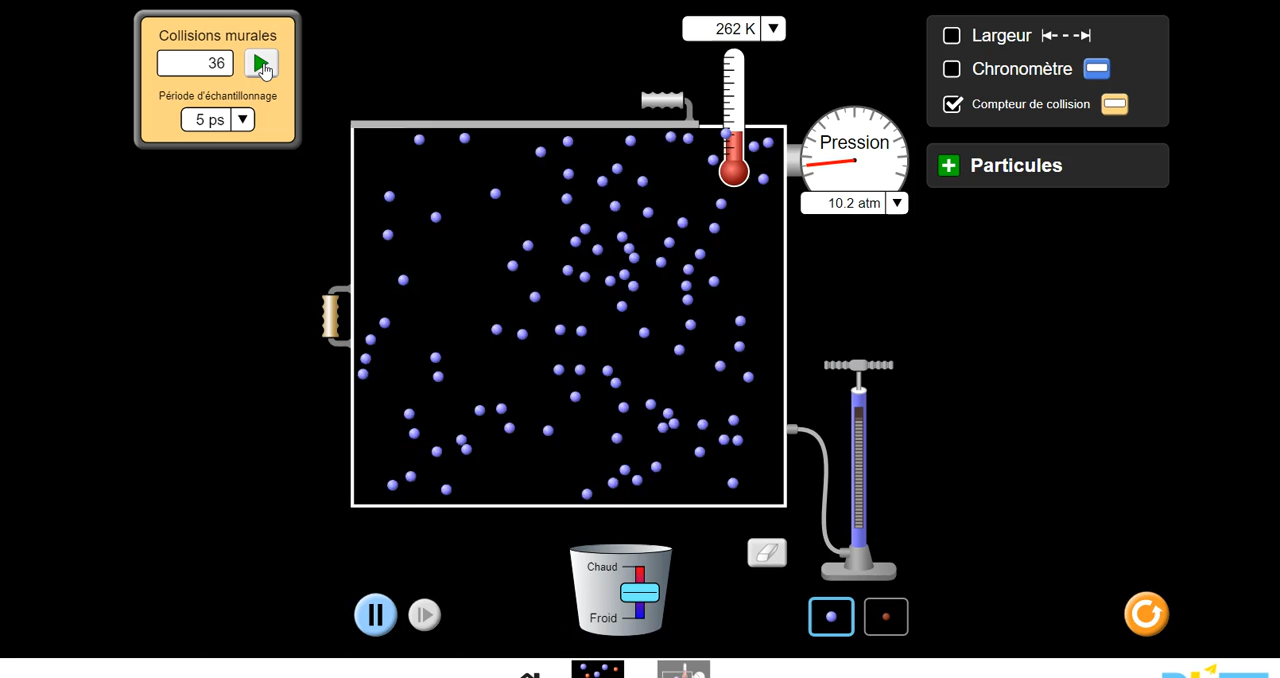 Collisions murales
36
Période d'échantillonnage
5 ps
262 K
Pression
10.2 atm
Largeur
Chronomètre
Compteur de collision
Particules
Chaud
Froid